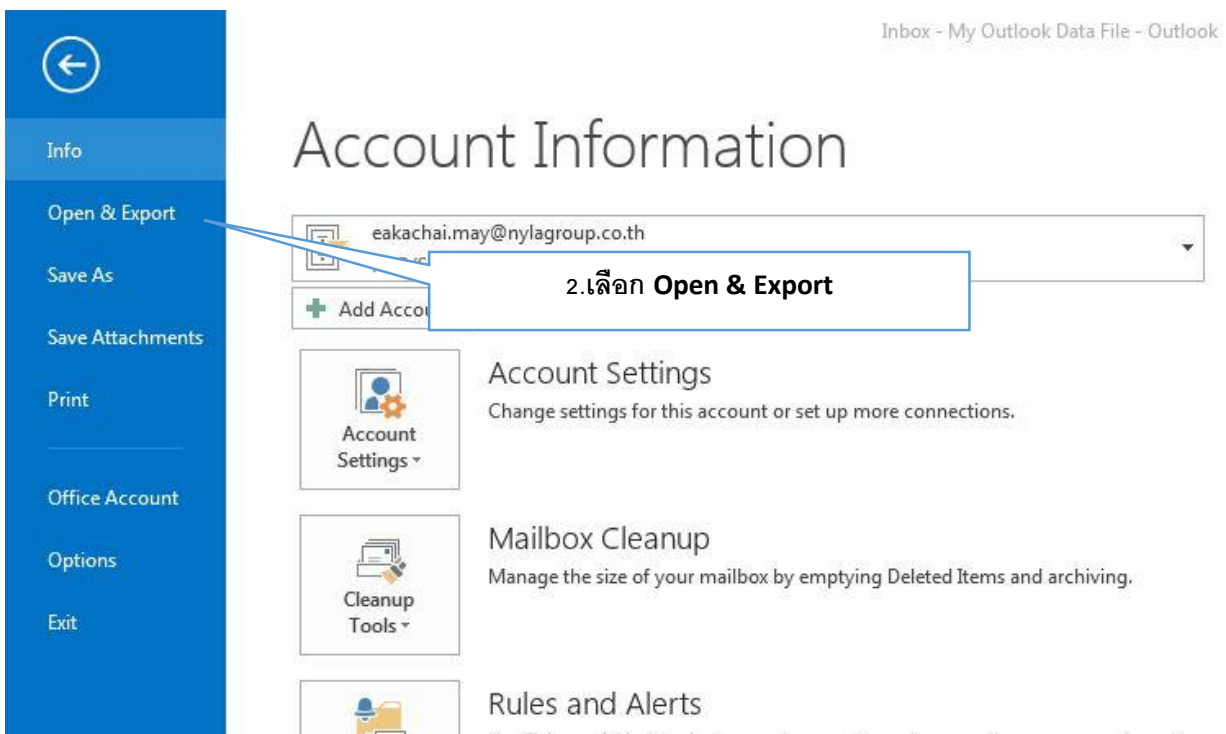 Inbox - My Outlook Data File - Outlook
Info
Open & Export
Save As
Save Attachments
Print
Office Account
Options
Exit
Account Information
eakachai.may@nylagroup.co.th
2.เลือก Open & Export
Add Accou
Account Settings
Change settings for this account or set up more connections.
Account
Settings
Mailbox Cleanup
Manage the size of your mailbox by emptying Deleted Items and archiving.
Cleanup
Tools
Rules and Alerts